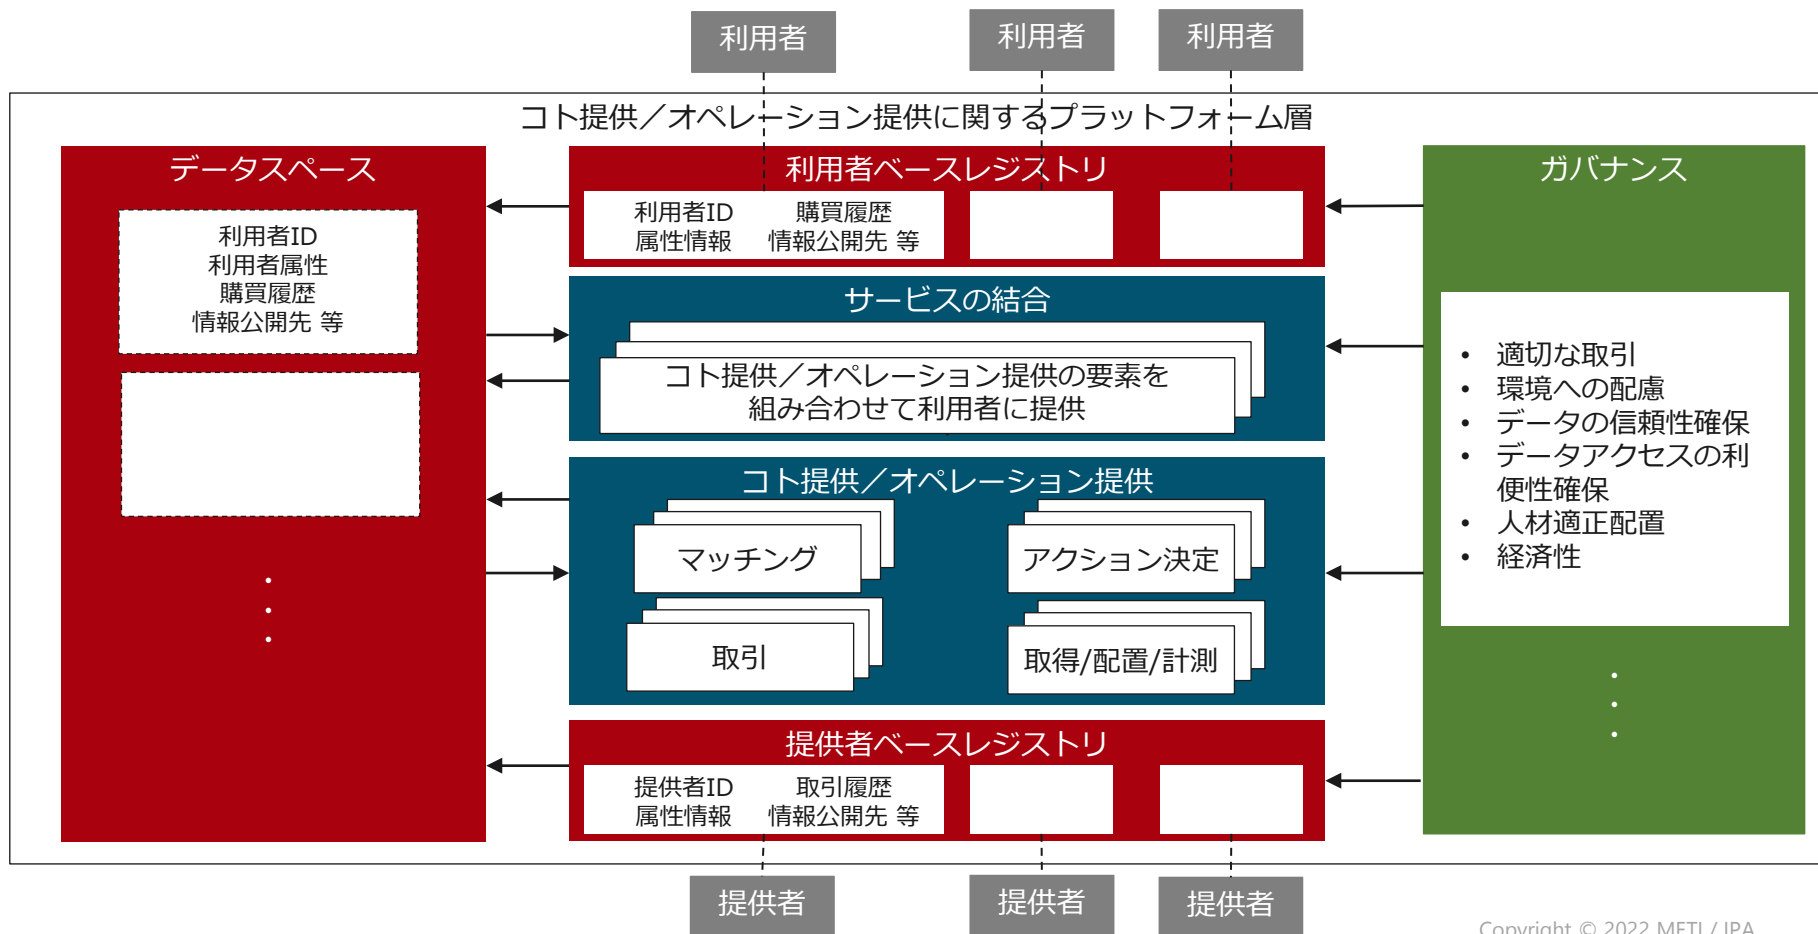 利用者
利用者
利用者
コト提供／オペレーション提供に関するプラットフォーム層
データスペース
利用者ID
利用者属性
購買履歴
情報公開先 等
・
・
・
利用者ベースレジストリ
利用者ID 購買履歴
属性情報 情報公開先 等
サービスの結合
コト提供／オペレーション提供の要素を
組み合わせて利用者に提供
コト提供／オペレーション提供
マッチング
アクション決定
取引
取得/配置/計測
提供者ベースレジストリ
提供者ID 取引履歴
属性情報 情報公開先 等
ガバナンス
• 適切な取引
• 環境への配慮
• データの信頼性確保
• データアクセスの利
便性確保
• 人材適正配置
• 経済性
・
・
・
提供者
提供者
提供者
Copyright © 2022 METI / IPA